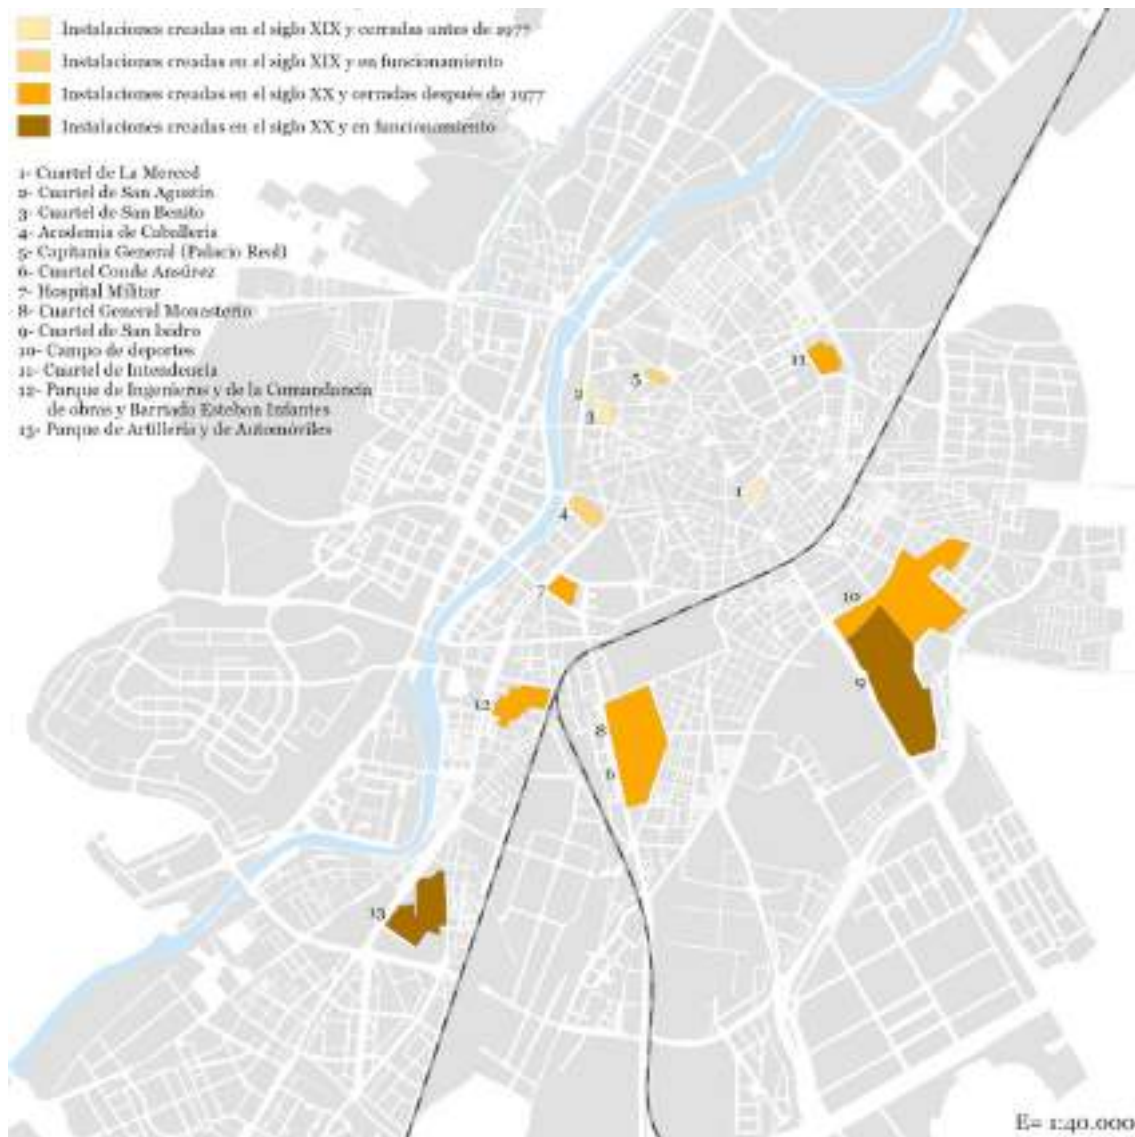 Instalaciones creadas en el siglo XIX y cerradas antes de 1977
Instalaciones creadas en el siglo XIX y en funcionamiento
Instalaciones creadas en el siglo XX y cerradas después de 1977
Instalaciones creadas en el siglo XX y en funcionamiento
1- Cuartel de La Merced
2- Cuartel de San Agustín
3- Cuartel de San Benito
4- Academia de Caballería
5- Capitanía General (Palacio Real)
6- Cuartel Conde Ansúrez
7- Hospital Militar
8- Cuartel General Monasterio
9- Cuartel de San Isidro
10- Campo de deportes
11- Cuartel de Intendencia
12- Parque de Ingenieros y de la Comandancia
de obras y Barriada Esteban Infantes
13- Parque de Artillería y de Automóviles
11
5
2
3
1
4
7
10
9
12
8
6
13
E= 1:40.000